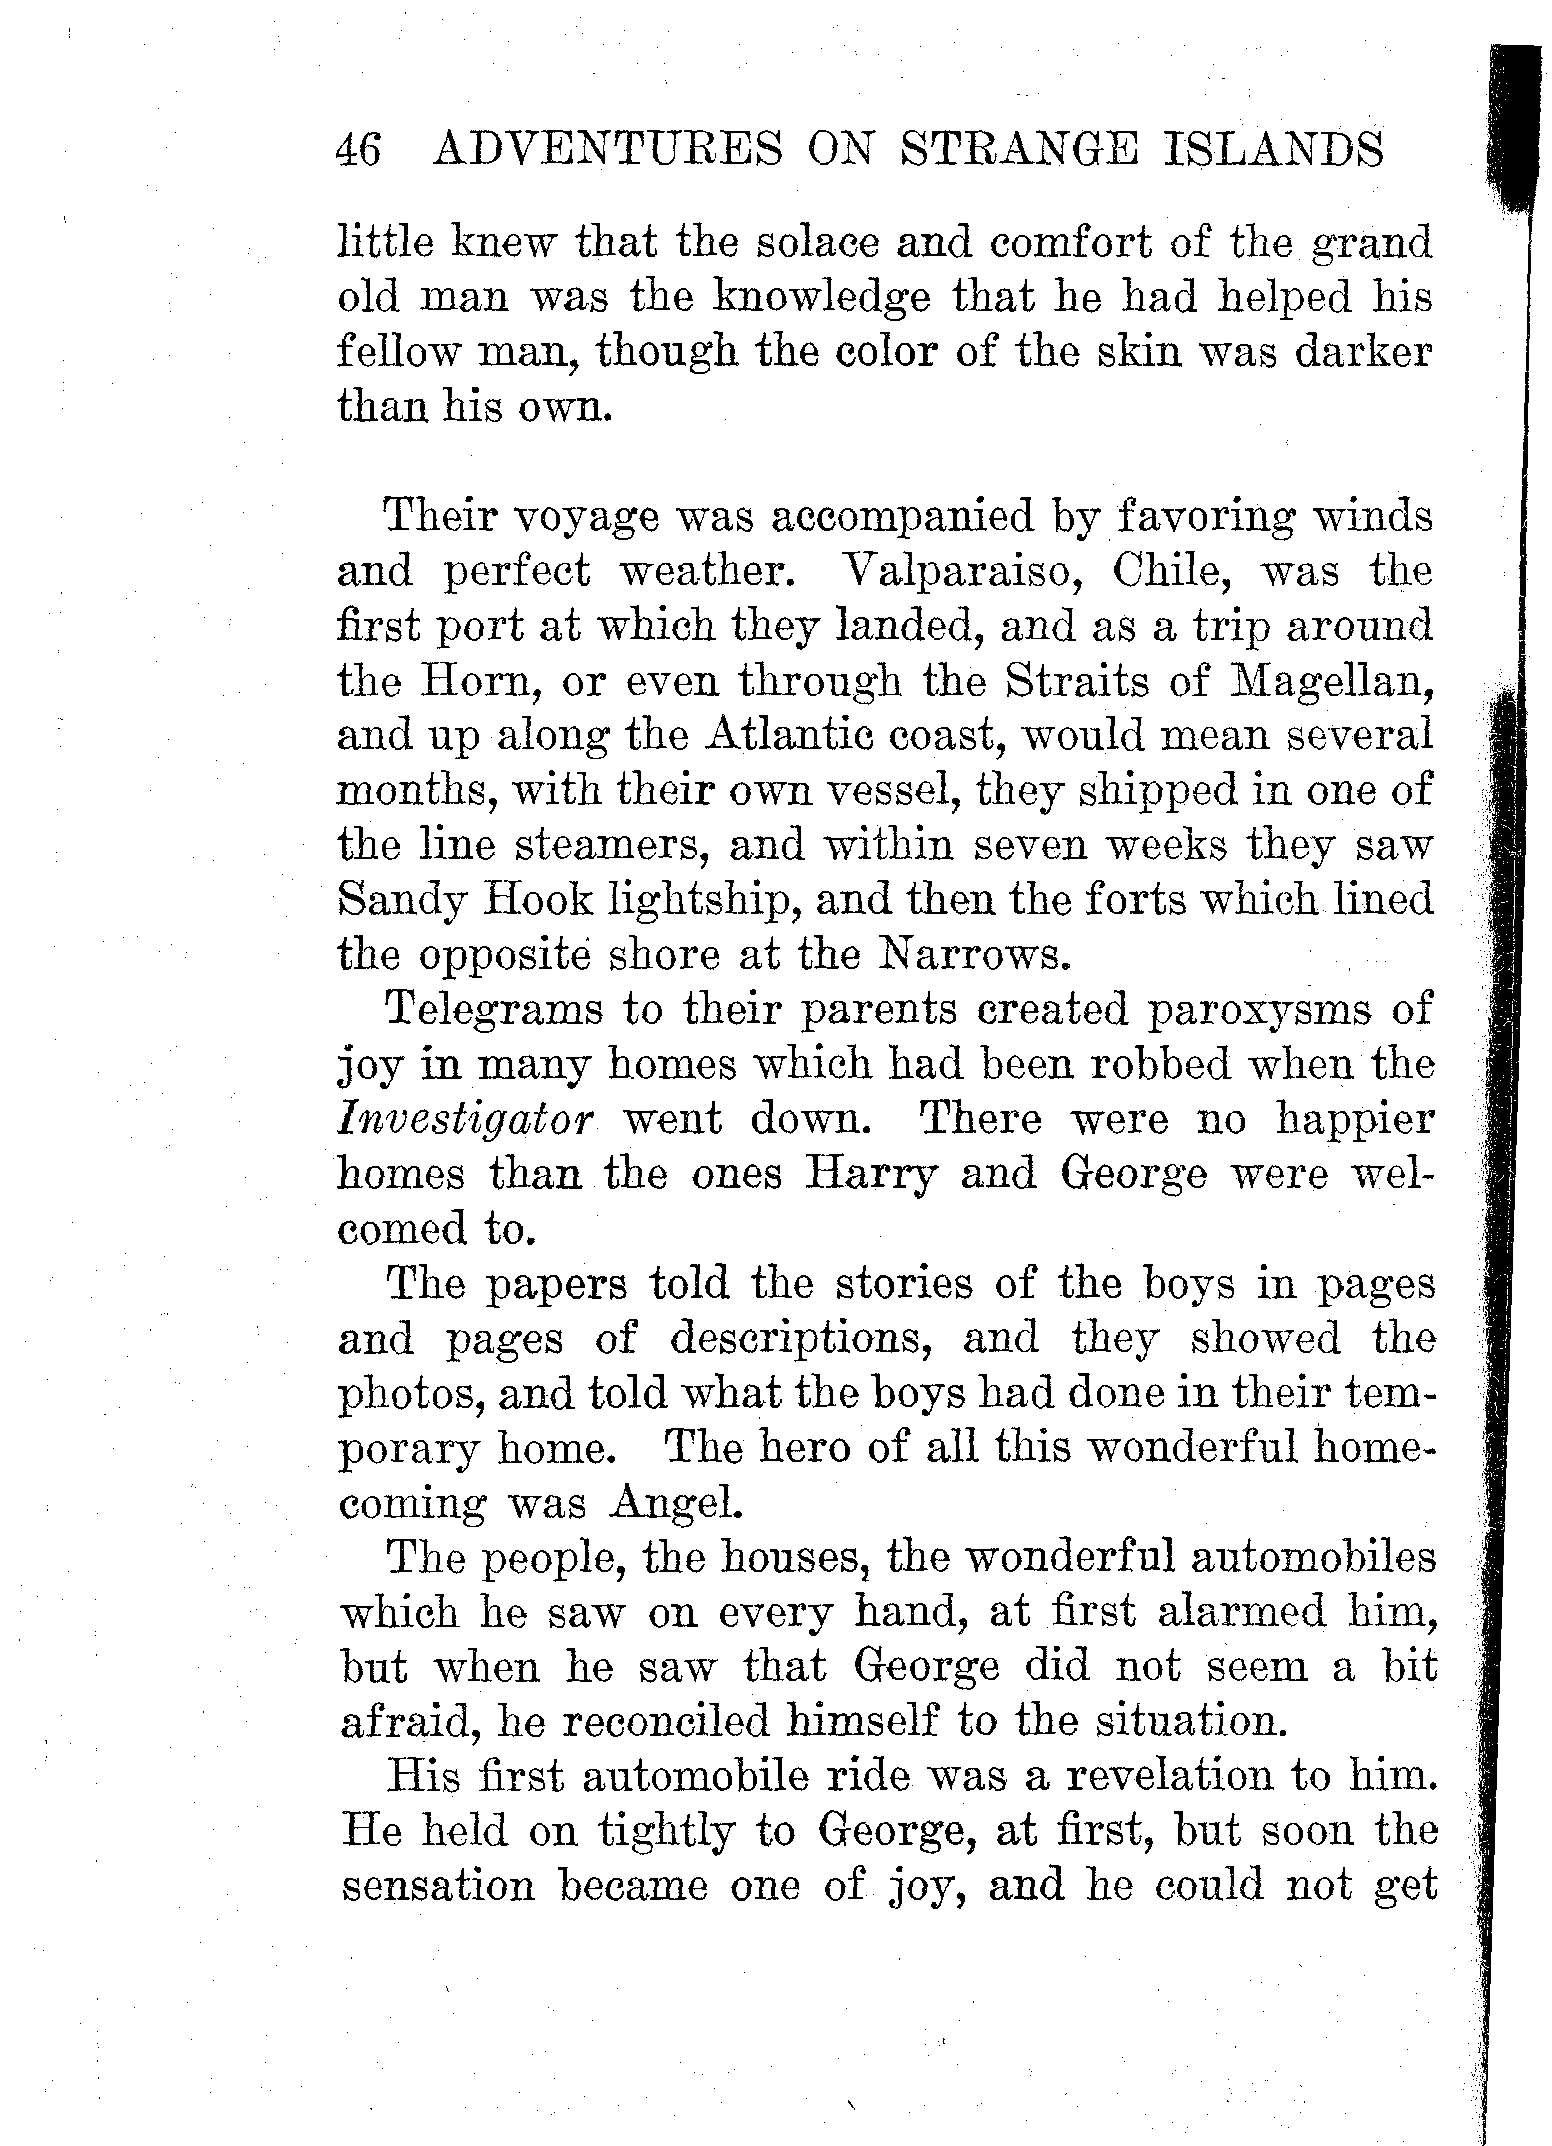 46 ADVENTURES ON STRANGE ISLANDS
little knew that the solace and comfort of the grand
old man was the knowledge that he had helped his
fellow man, though the color of the skin was darker
than his own.
Their voyage was accompanied by favoring winds
and perfect weather. Valparaiso, Chile, was the
first port at which they landed, and as a trip around
the Horn, or even through the Straits of Magellan,
and up along the Atlantic coast, would mean several
months, with their own vessel, they shipped in one of
the line steamers, and within seven weeks they saw
Sandy Hook lightship, and then the forts which lined
the opposite shore at the Narrows.
Telegrams to their parents created paroxysms of
joy in many homes which had been robbed when the
Investigator went down. There were no happier
homes than the ones Harry and George were wel-
comed to.
The papers told the stories of the boys in pages
and pages of descriptions, and they showed the
photos, and told what the boys had done in their tem-
porary home. The hero of all this wonderful home-
coming was Angel.
The people, the houses, the wonderful automobiles
which he saw on every hand, at first alarmed him,
but when he saw that George did not seem a bit
afraid, he reconciled himself to the situation.
His first automobile ride was a revelation to him.
He held on tightly to George, at first, but soon the
sensation became one of joy, and he could not get